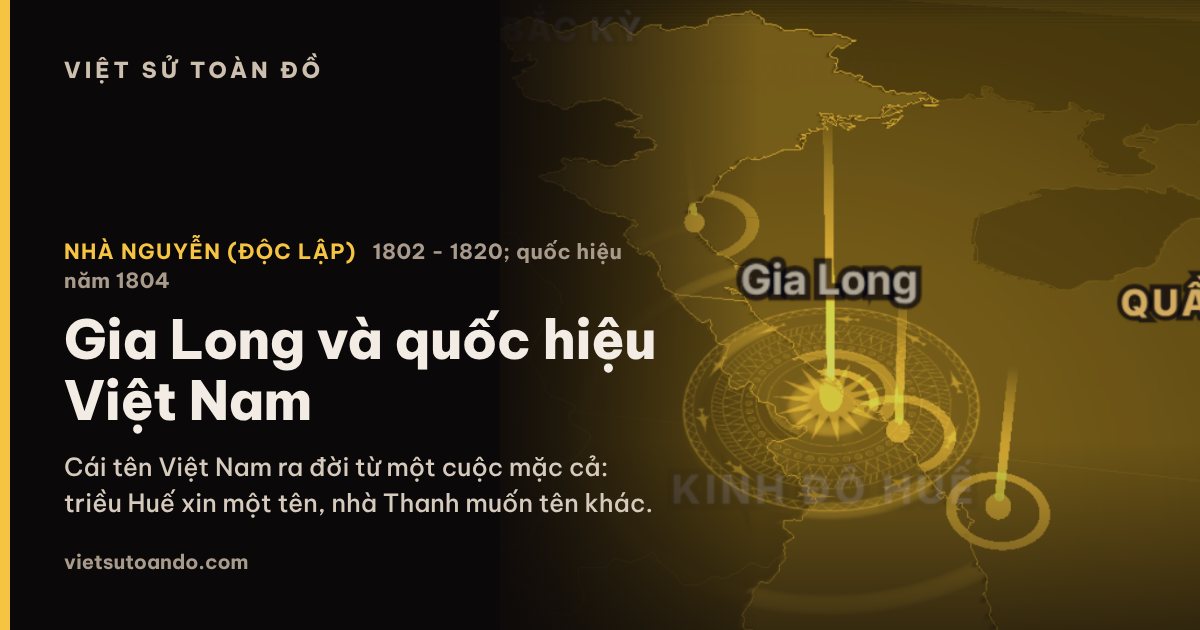 VIỆT SỬ TOÀN ĐỒ
NHÀ NGUYỄN (ĐỘC LẬP) 1802 - 1820; quốc hiệu
năm 1804
Gia Long và quốc hiệu
Việt Nam
Cái tên Việt Nam ra đời từ một cuộc mặc cả:
triều Huế xin một tên, nhà Thanh muốn tên khác.
vietsutoando.com
BẮC KỲ
Gia Long
QUẦ
KINH ĐÔ HUẾ